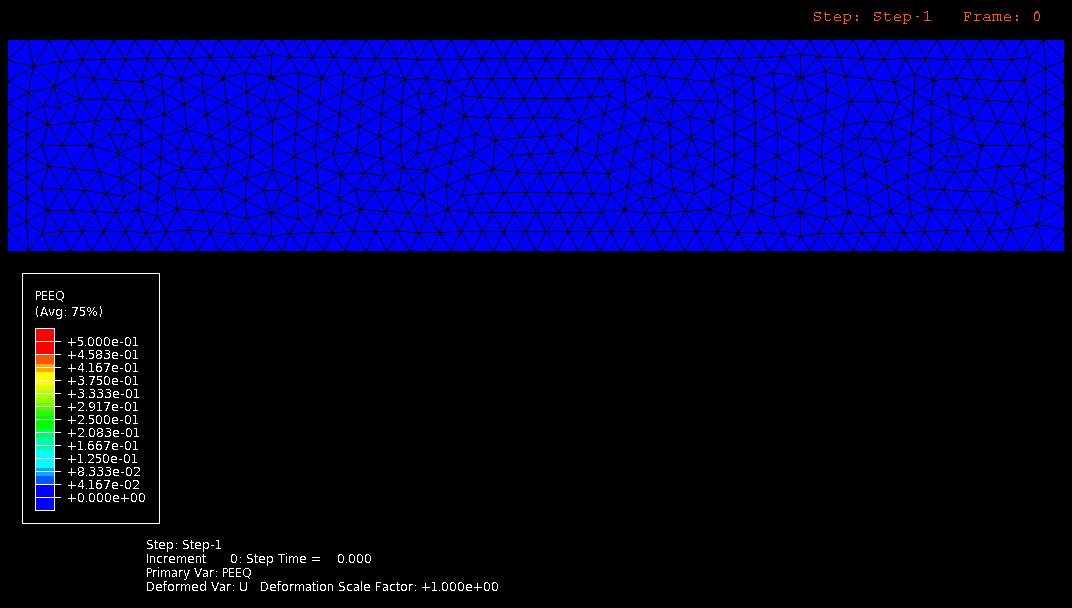 Step: Step-1 Frame: 0
PEEQ
(Avg: 75%)
+5.000e-01
+4.583e-01
+4.167e-01
+3.750e-01
+3.333e-01
+2.917e-01
+2.500e-01
+2.083e-01
+1.667e-01
+1.250e-01
+8.333e-02
+4.167e-02
+0.000e+00
Step: Step-1
Increment 0: Step Time = 0.000
Primary Var: PEEQ
Deformed Var: U Deformation Scale Factor: +1.000e+00